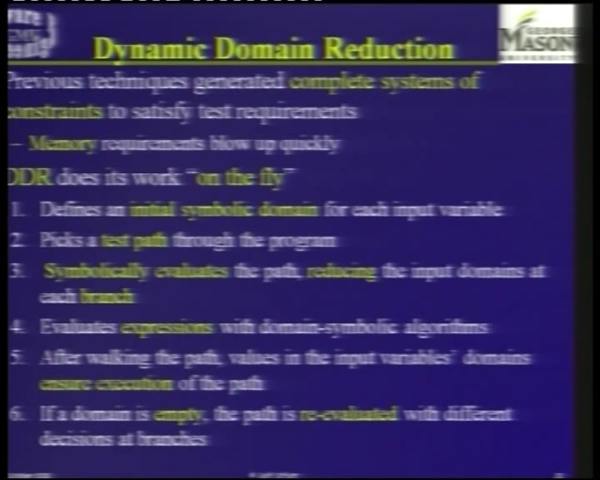 Dynamic Domain Reduction
GEORGE
MASON
UNIVERSITY
Previous techniques generated complete systems of
constraints to satisfy test requirements
– Memory requirements blow up quickly
DDR does its work "on the fly"
1. Defines an initial symbolic domain for each input variable
2. Picks a test path through the program
3. Symbolically evaluates the path, reducing the input domains at
each branch
4. Evaluates expressions with domain-symbolic algorithms
5. After walking the path, values in the input variables' domains
ensure execution of the path
6. If a domain is empty, the path is re-evaluated with different
decisions at branches